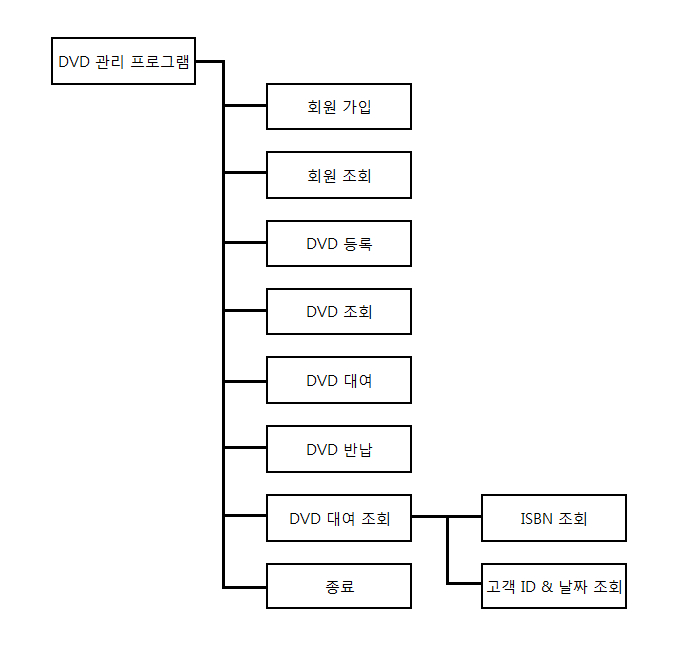 DVD 관리 프로그램
회원 가입
회원 조회
DVD 등록
DVD 조회
DVD 대여
DVD 반납
DVD 대여 조회
ISBN 조회
종료
고객 ID & 날짜 조회